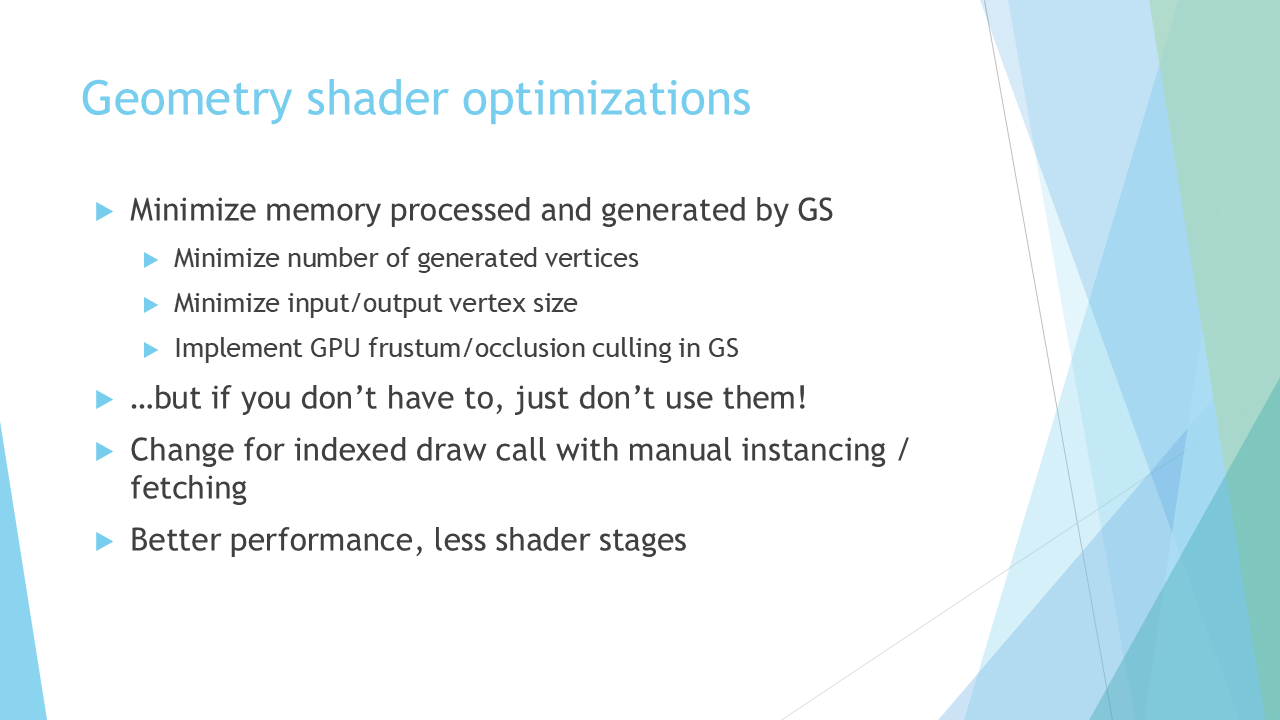 Geometry shader optimizations
Minimize memory processed and generated by GS
Minimize number of generated vertices
Minimize input/output vertex size
Implement GPU frustum/occlusion culling in GS
…but if you don’t have to, just don’t use them!
Change for indexed draw call with manual instancing /
fetching
Better performance, less shader stages